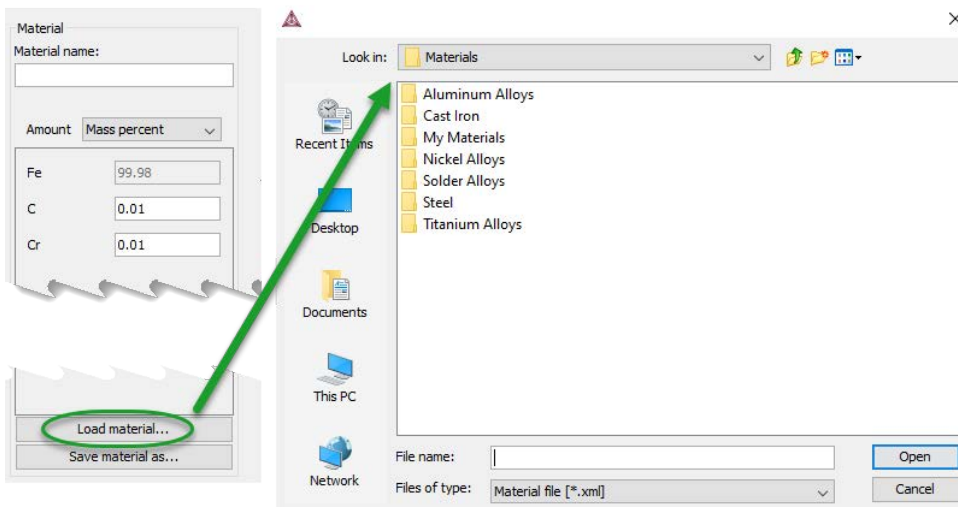 Material
Material name:
Amount Mass percent
Fe 99.98
C 0.01
Cr 0.01
Load material...
Save material as...
Look in: Materials
Recent Items
Desktop
Documents
This PC
Network
Aluminum Alloys
Cast Iron
My Materials
Nickel Alloys
Solder Alloys
Steel
Titanium Alloys
File name:
Open
Files of type: Material file [*.xml]
Cancel